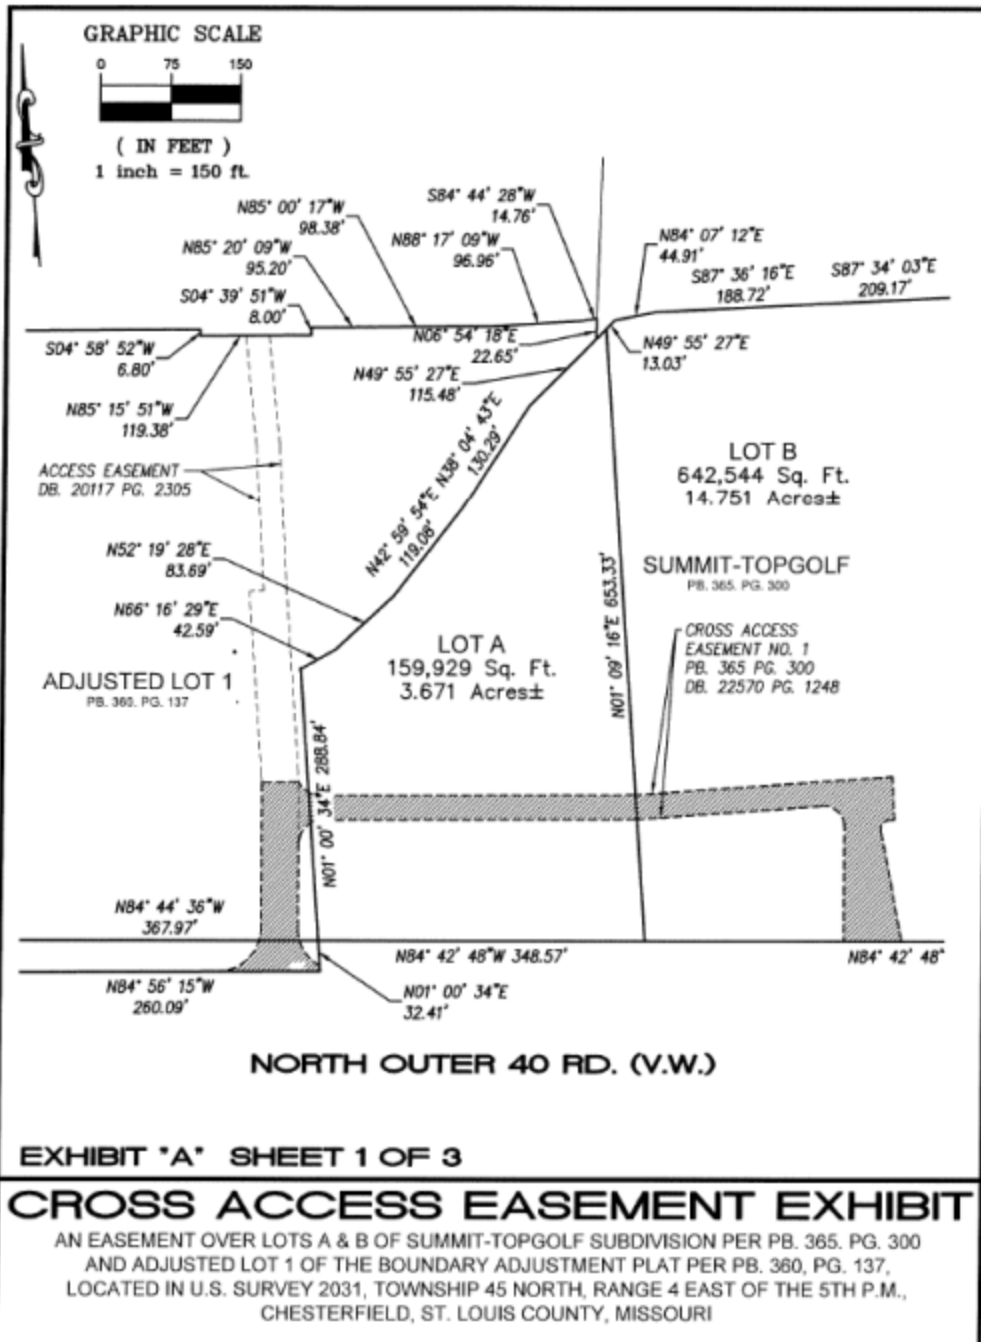 GRAPHIC SCALE
0 75 150
( IN FEET )
1 inch = 150 ft.
N85° 00' 17"W
98.38'
S84° 44' 28"W
14.76'
N85° 20' 09"W
95.20'
N88° 17' 09"W
96.96'
N84° 07' 12"E
44.91'
S87° 36' 16"E
188.72'
S87° 34' 03"E
209.17'
S04° 39' 51"W
8.00'
S04° 58' 52"W
6.80'
N06° 54' 18"E
22.65'
N49° 55' 27"E
13.03'
N49° 55' 27"E
115.48'
N85° 15' 51"W
119.38'
N38° 04' 43"E
130.29'
N42° 59' 54"E
119.08'
LOT B
642,544 Sq. Ft.
14.751 Acres±
ACCESS EASEMENT
DB. 20117 PG. 2305
N52° 19' 28"E
83.69'
SUMMIT-TOPGOLF
PB. 365. PG. 300
N66° 16' 29"E
42.59'
N01° 09' 16"E 653.33'
CROSS ACCESS
EASEMENT NO. 1
PB. 365 PG. 300
DB. 22570 PG. 1248
LOT A
159,929 Sq. Ft.
3.671 Acres±
ADJUSTED LOT 1
PB. 360. PG. 137
N01° 00' 34"E 288.84'
N84° 44' 36"W
367.97'
N84° 42' 48"W 348.57'
N84° 42' 48"
N84° 56' 15"W
260.09'
N01° 00' 34"E
32.41'
NORTH OUTER 40 RD. (V.W.)
EXHIBIT "A" SHEET 1 OF 3
CROSS ACCESS EASEMENT EXHIBIT
AN EASEMENT OVER LOTS A & B OF SUMMIT-TOPGOLF SUBDIVISION PER PB. 365. PG. 300
AND ADJUSTED LOT 1 OF THE BOUNDARY ADJUSTMENT PLAT PER PB. 360, PG. 137,
LOCATED IN U.S. SURVEY 2031, TOWNSHIP 45 NORTH, RANGE 4 EAST OF THE 5TH P.M.,
CHESTERFIELD, ST. LOUIS COUNTY, MISSOURI